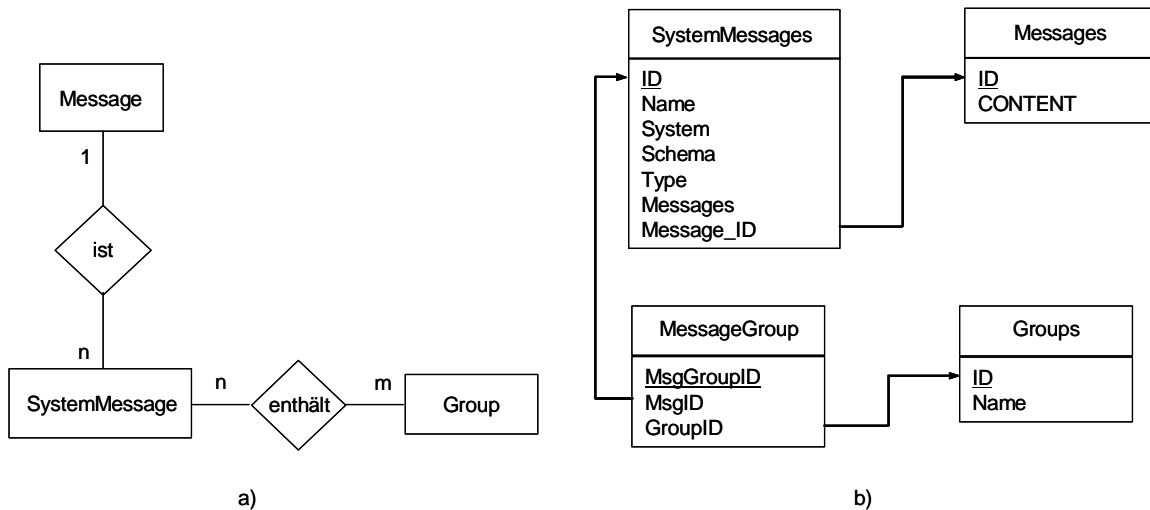 Message
1
ist
n
SystemMessage
n
enthält
m
Group
a)
SystemMessages
ID
Name
System
Schema
Type
Messages
Message_ID
Messages
ID
CONTENT
MessageGroup
MsgGroupID
MsgID
GroupID
Groups
ID
Name
b)